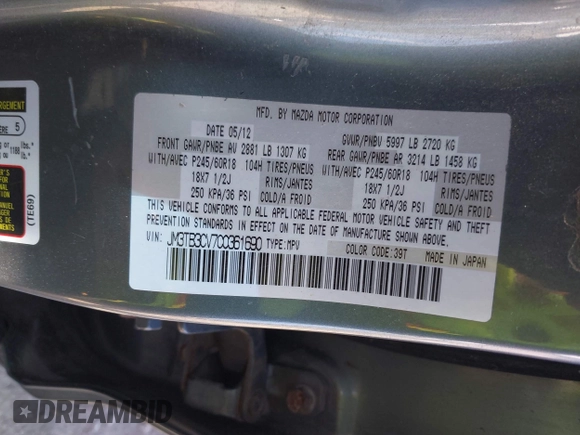 ARGEMENT
5
1188 lbs."
(TE69)
MFD. BY MAZDA MOTOR CORPORATION
DATE 05/12
GVWR/PNBV 5997 LB 2720 KG
FRONT GAWR/PNBE AV 2881 LB 1307 KG
REAR GAWR/PNBE AR 3214 LB 1458 KG
WITH/AVEC P245/60R18 104H TIRES/PNEUS
WITH/AVEC P245/60R18 104H TIRES/PNEUS
18X7 1/2J RIMS/JANTES
18X7 1/2J RIMS/JANTES
250 KPA/36 PSI COLD/A FROID
250 KPA/36 PSI COLD/A FROID
THIS VEHICLE CONFORMS TO ALL APPLICABLE FEDERAL MOTOR VEHICLE SAFETY AND THEFT
PREVENTION STANDARDS IN EFFECT ON THE DATE OF MANUFACTURE SHOWN ABOVE.
VIN: JM3TB3CV7C0361690 TYPE:MPV
COLOR CODE:39T MADE IN JAPAN
DREAMBID